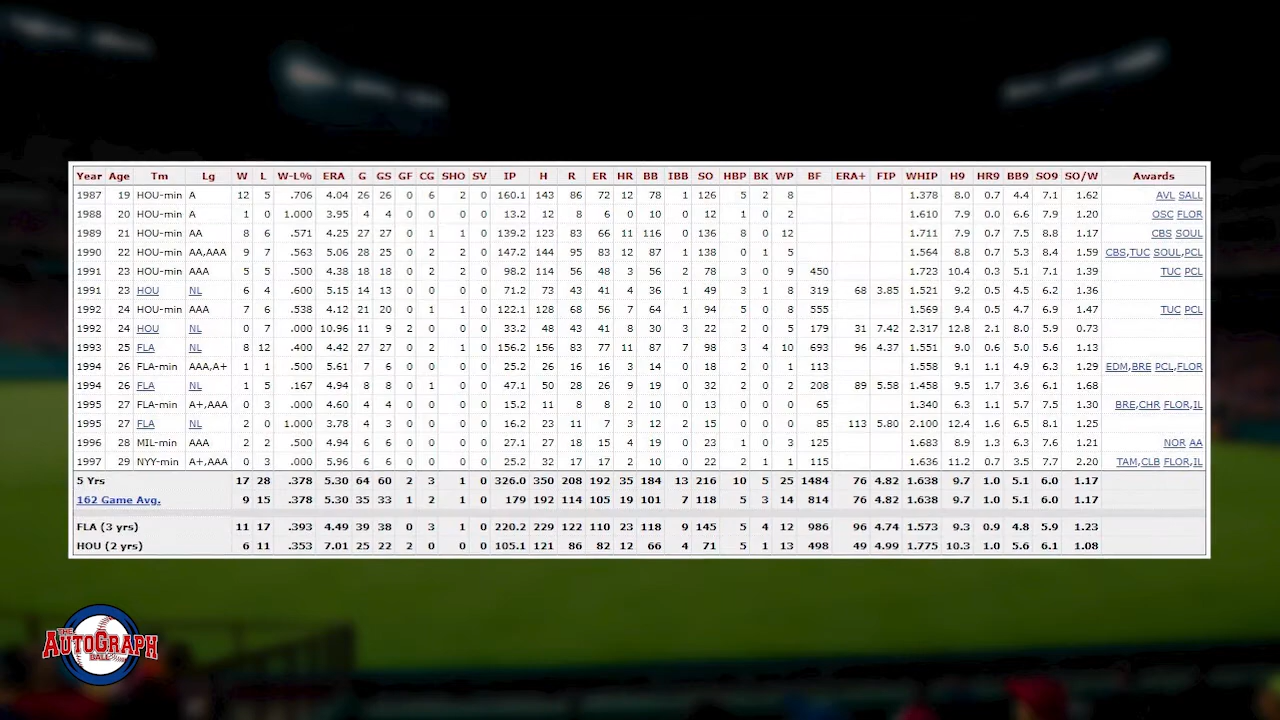 Year Age Tm Lg W L W-L% ERA G GS GF CG SHO SV IP H R ER HR BB IBB SO HBP BK WP BF ERA+ FIP WHIP H9 HR9 BB9 SO9 SO/W Awards
1987 19 HOU-min A 12 5 .706 4.04 26 26 0 6 2 0 160.1 143 86 72 12 78 1 126 5 2 8 1.378 8.0 0.7 4.4 7.1 1.62 AVL SALL
1988 20 HOU-min A 1 0 1.000 3.95 4 4 0 0 0 0 13.2 12 8 6 0 10 0 12 1 0 2 1.610 7.9 0.0 6.6 7.9 1.20 OSC FLOR
1989 21 HOU-min AA 8 6 .571 4.25 27 27 0 1 1 0 139.2 123 83 66 11 116 0 136 8 0 12 1.711 7.9 0.7 7.5 8.8 1.17 CBS SOUL
1990 22 HOU-min AA,AAA 9 7 .563 5.06 28 25 0 2 0 0 147.2 144 95 83 12 87 1 138 0 1 5 1.564 8.8 0.7 5.3 8.4 1.59 CBS,TUC SOUL,PCL
1991 23 HOU-min AAA 5 5 .500 4.38 18 18 0 2 0 0 98.2 114 56 48 3 56 2 78 3 0 9 450 1.723 10.4 0.3 5.1 7.1 1.39 TUC PCL
1991 23 HOU NL 6 4 .600 5.15 14 13 0 0 0 0 71.2 73 43 41 4 36 1 49 3 1 8 319 68 3.85 1.521 9.2 0.5 4.5 6.2 1.36
1992 24 HOU-min AAA 7 6 .538 4.12 21 20 0 1 1 0 122.1 128 68 56 7 64 1 94 5 0 8 555 1.569 9.4 0.5 4.7 6.9 1.47 TUC PCL
1992 24 HOU NL 0 7 .000 10.96 11 9 2 0 0 0 33.2 48 43 41 8 30 3 22 2 0 5 179 31 7.42 2.317 12.8 2.1 8.0 5.9 0.73
1993 25 FLA NL 8 12 .400 4.42 27 27 0 2 1 0 156.2 156 83 77 11 87 7 98 3 4 10 693 96 4.37 1.551 9.0 0.6 5.0 5.6 1.13
1994 26 FLA-min AAA,A+ 1 1 .500 5.61 7 6 0 0 0 0 25.2 26 16 16 3 14 0 18 2 0 1 113 1.558 9.1 1.1 4.9 6.3 1.29 EDM,BRE PCL,FLOR
1994 26 FLA NL 1 5 .167 4.94 8 8 0 1 0 0 47.1 50 28 26 9 19 0 32 2 0 2 208 89 5.58 1.458 9.5 1.7 3.6 6.1 1.68
1995 27 FLA-min A+,AAA 0 3 .000 4.60 4 4 0 0 0 0 15.2 11 8 8 2 10 0 13 0 0 0 65 1.340 6.3 1.1 5.7 7.5 1.30 BRE,CHR FLOR,IL
1995 27 FLA NL 2 0 1.000 3.78 4 3 0 0 0 0 16.2 23 11 7 3 12 2 15 0 0 0 85 113 5.80 2.100 12.4 1.6 6.5 8.1 1.25
1996 28 MIL-min AAA 2 2 .500 4.94 6 6 0 0 0 0 27.1 27 18 15 4 19 0 23 1 0 3 125 1.683 8.9 1.3 6.3 7.6 1.21 NOR AA
1997 29 NYY-min A+,AAA 0 3 .000 5.96 6 6 0 0 0 0 25.2 32 17 17 2 10 0 22 2 1 1 115 1.636 11.2 0.7 3.5 7.7 2.20 TAM,CLB FLOR,IL
5 Yrs 17 28 .378 5.30 64 60 2 3 1 0 326.0 350 208 192 35 184 13 216 10 5 25 1484 76 4.82 1.638 9.7 1.0 5.1 6.0 1.17
162 Game Avg. 9 15 .378 5.30 35 33 1 2 1 0 179 192 114 105 19 101 7 118 5 3 14 814 76 4.82 1.638 9.7 1.0 5.1 6.0 1.17
FLA (3 yrs) 11 17 .393 4.49 39 38 0 3 1 0 220.2 229 122 110 23 118 9 145 5 4 12 986 96 4.74 1.573 9.3 0.9 4.8 5.9 1.23
HOU (2 yrs) 6 11 .353 7.01 25 22 2 0 0 0 105.1 121 86 82 12 66 4 71 5 1 13 498 49 4.99 1.775 10.3 1.0 5.6 6.1 1.08
THE
AUTOGRAPH
BALL